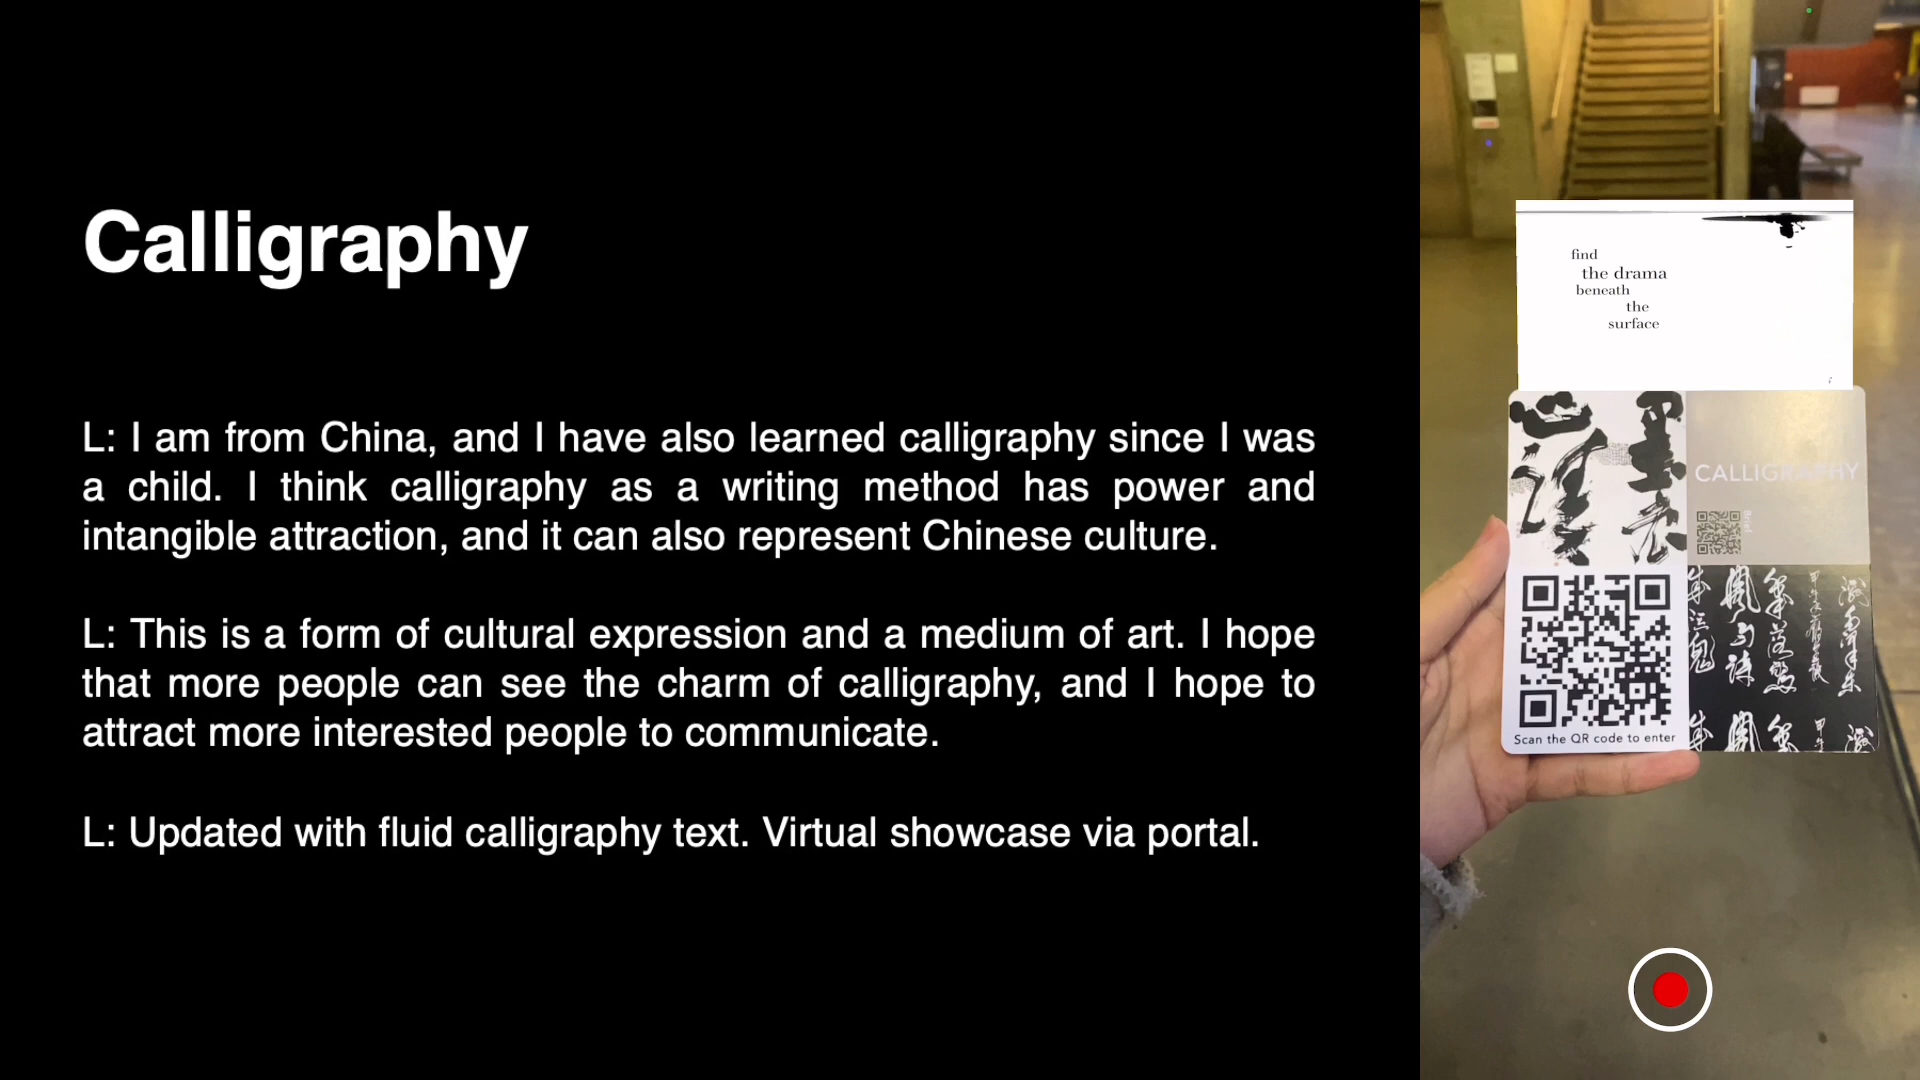 Calligraphy
L: I am from China, and I have also learned calligraphy since I was
a child. I think calligraphy as a writing method has power and
intangible attraction, and it can also represent Chinese culture.
L: This is a form of cultural expression and a medium of art. I hope
that more people can see the charm of calligraphy, and I hope to
attract more interested people to communicate.
L: Updated with fluid calligraphy text. Virtual showcase via portal.
find
the drama
beneath
the
surface
CALLIGRAPHY
Scan the QR code to enter